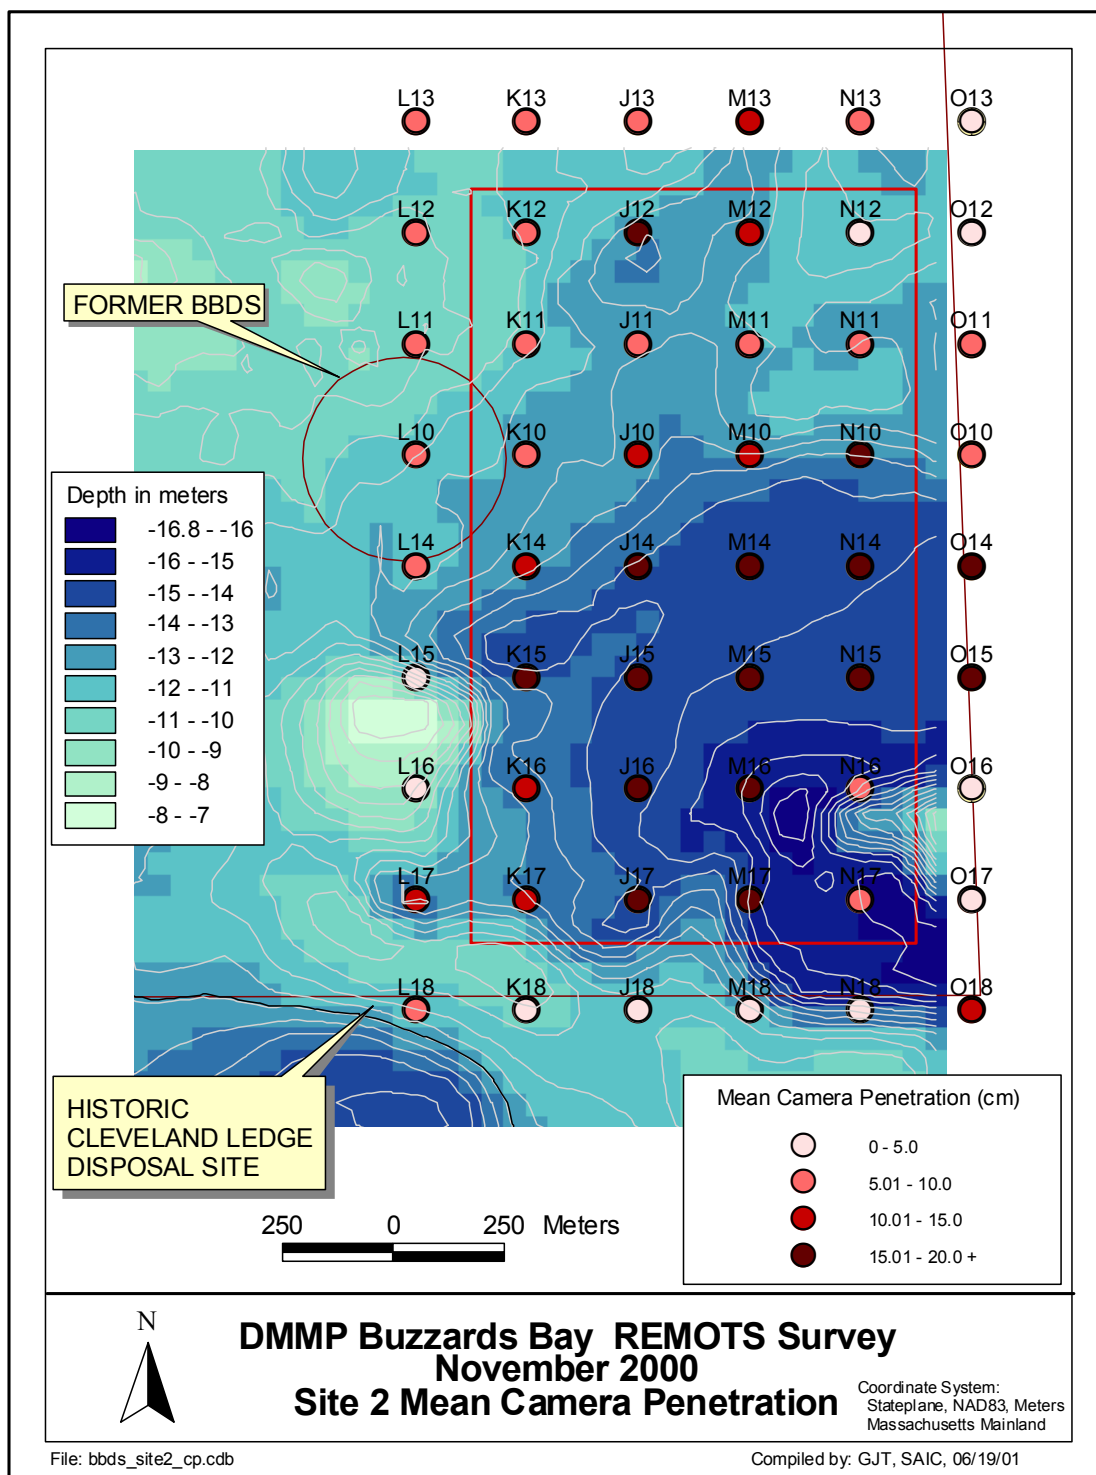 L13 K13 J13 M13 N13 O13
L12 K12 J12 M12 N12 O12
FORMER BBDS
L11 K11 J11 M11 N11 O11
L10 K10 J10 M10 N10 O10
Depth in meters
-16.8 - -16
-16 - -15
-15 - -14
-14 - -13
-13 - -12
-12 - -11
-11 - -10
-10 - -9
-9 - -8
-8 - -7
L14 K14 J14 M14 N14 O14
L15 K15 J15 M15 N15 O15
L16 K16 J16 M16 N16 O16
L17 K17 J17 M17 N17 O17
L18 K18 J18 M18 N18 O18
HISTORIC
CLEVELAND LEDGE
DISPOSAL SITE
Mean Camera Penetration (cm)
0 - 5.0
5.01 - 10.0
10.01 - 15.0
15.01 - 20.0 +
250 0 250 Meters
N
DMMP Buzzards Bay REMOTS Survey
November 2000
Site 2 Mean Camera Penetration
Coordinate System:
Stateplane, NAD83, Meters
Massachusetts Mainland
File: bbds_site2_cp.cdb
Compiled by: GJT, SAIC, 06/19/01